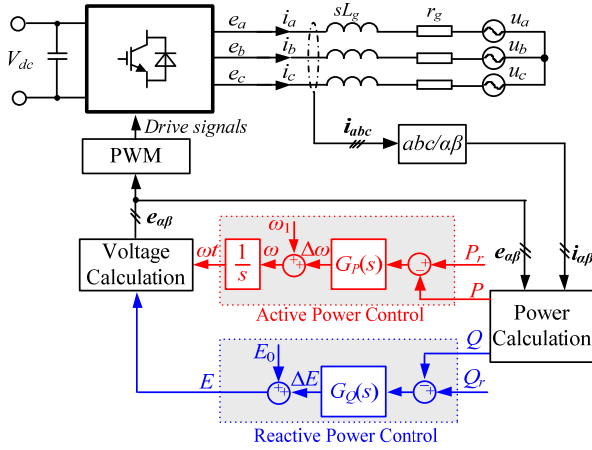 e_a i_a sL_g r_g u_a
e_b i_b u_b
e_c i_c u_c
V_dc
Drive signals
i_abc
abc/αβ
PWM
e_αβ
ω_1
e_αβ
i_αβ
Voltage Calculation
ωt
1/s
ω
+
+
Δω
G_P(s)
−
P_r
P
Active Power Control
Power Calculation
E_0
Q
E
+
+
ΔE
G_Q(s)
−
Q_r
Reactive Power Control